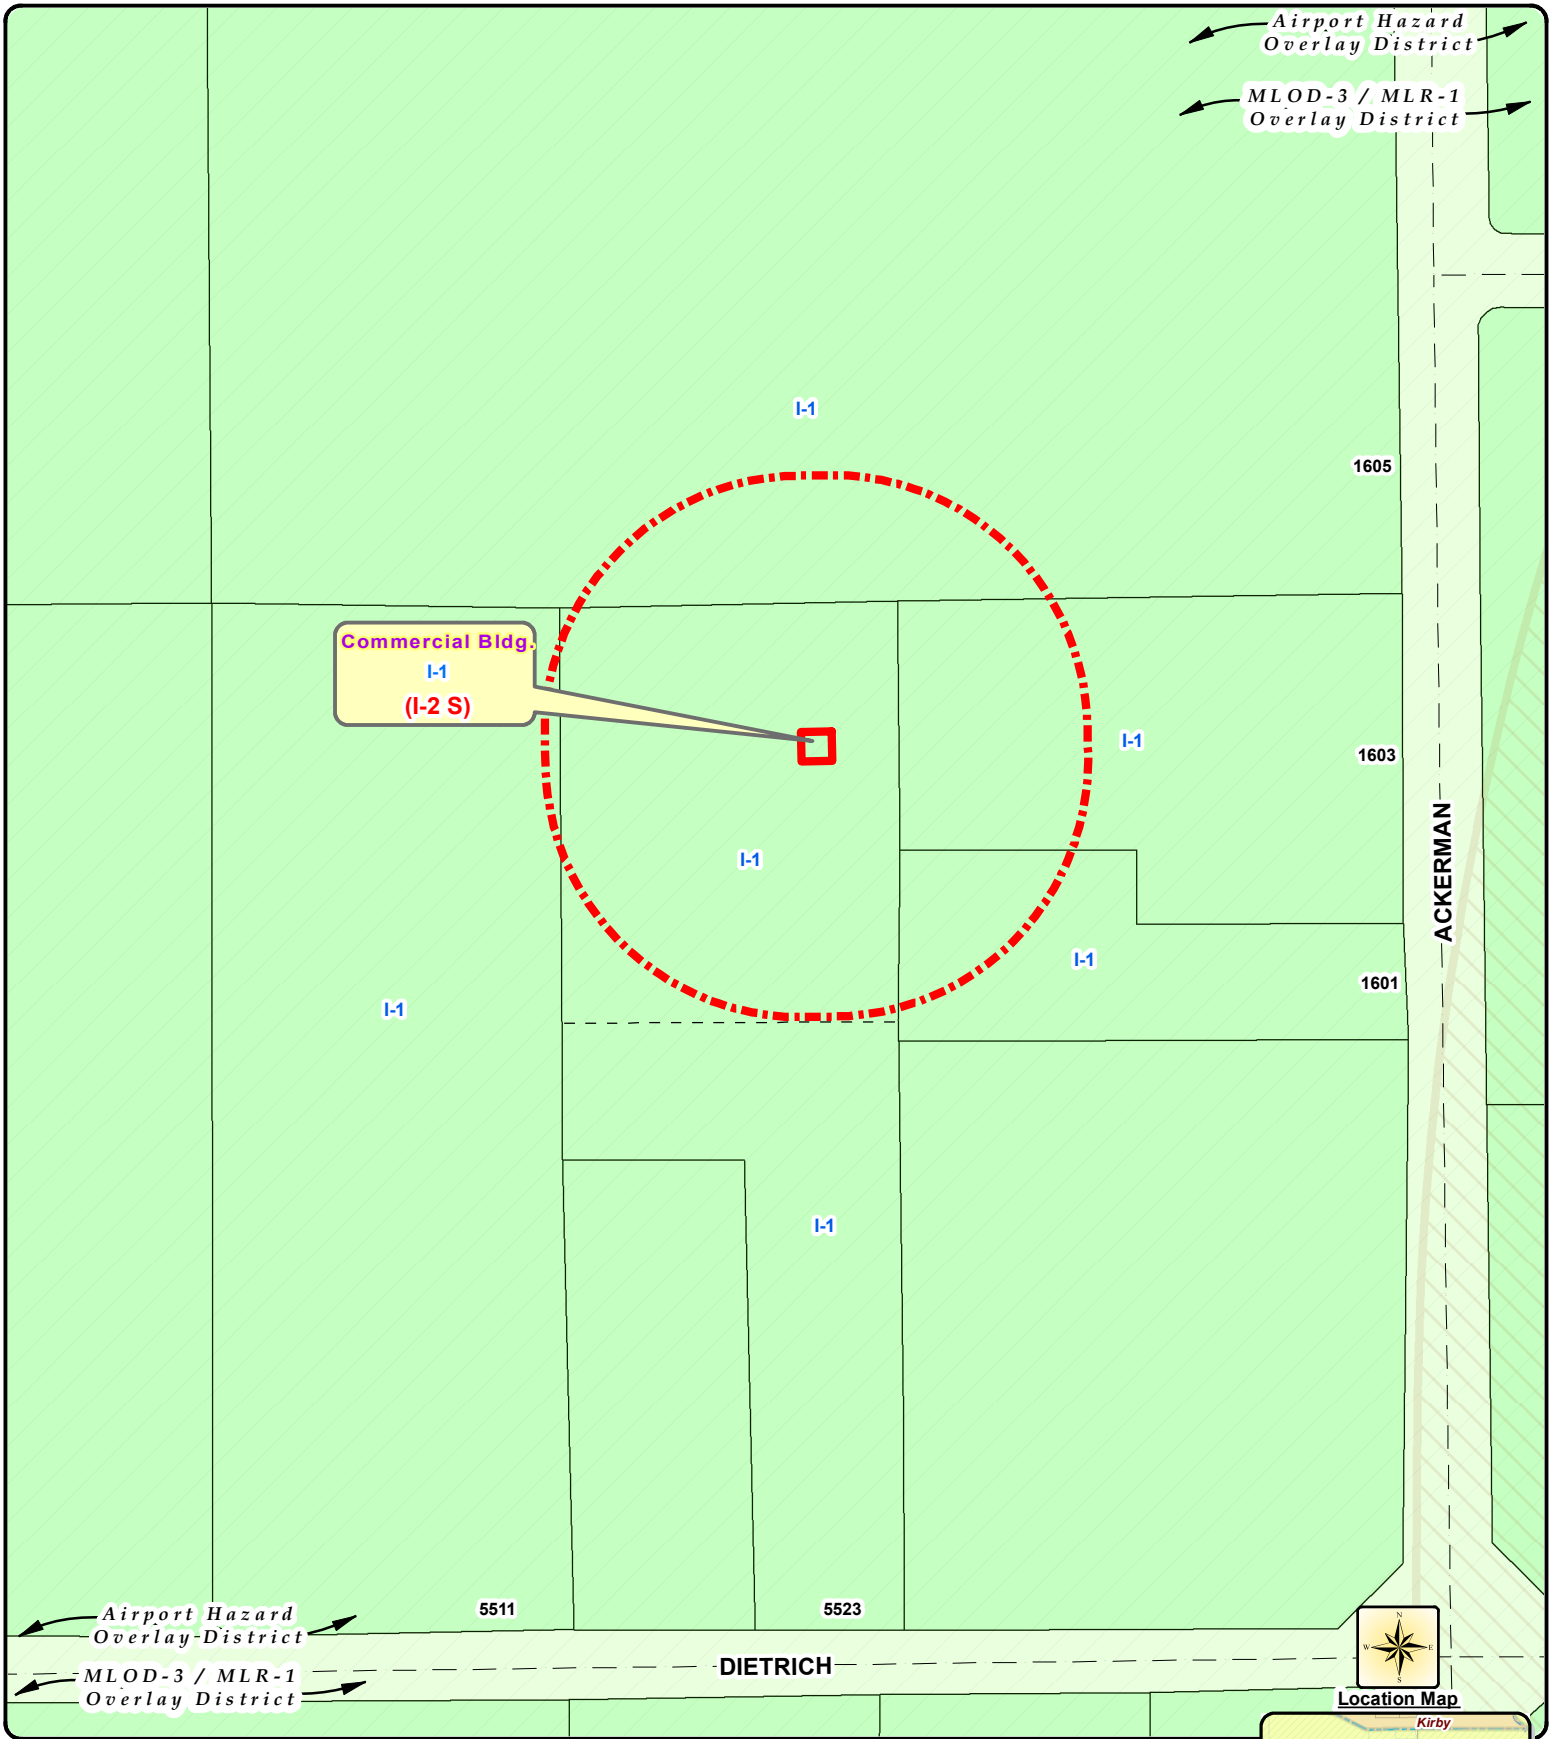 Airport Hazard
Overlay District
MLOD-3 / MLR-1
Overlay District
I-1
1605
Commercial Bldg.
I-1
(I-2 S)
I-1
1603
ACKERMAN
I-1
I-1
1601
I-1
I-1
5511
5523
Airport Hazard
Overlay District
DIETRICH
MLOD-3 / MLR-1
Overlay District
N
W
E
S
Location Map
Kirby